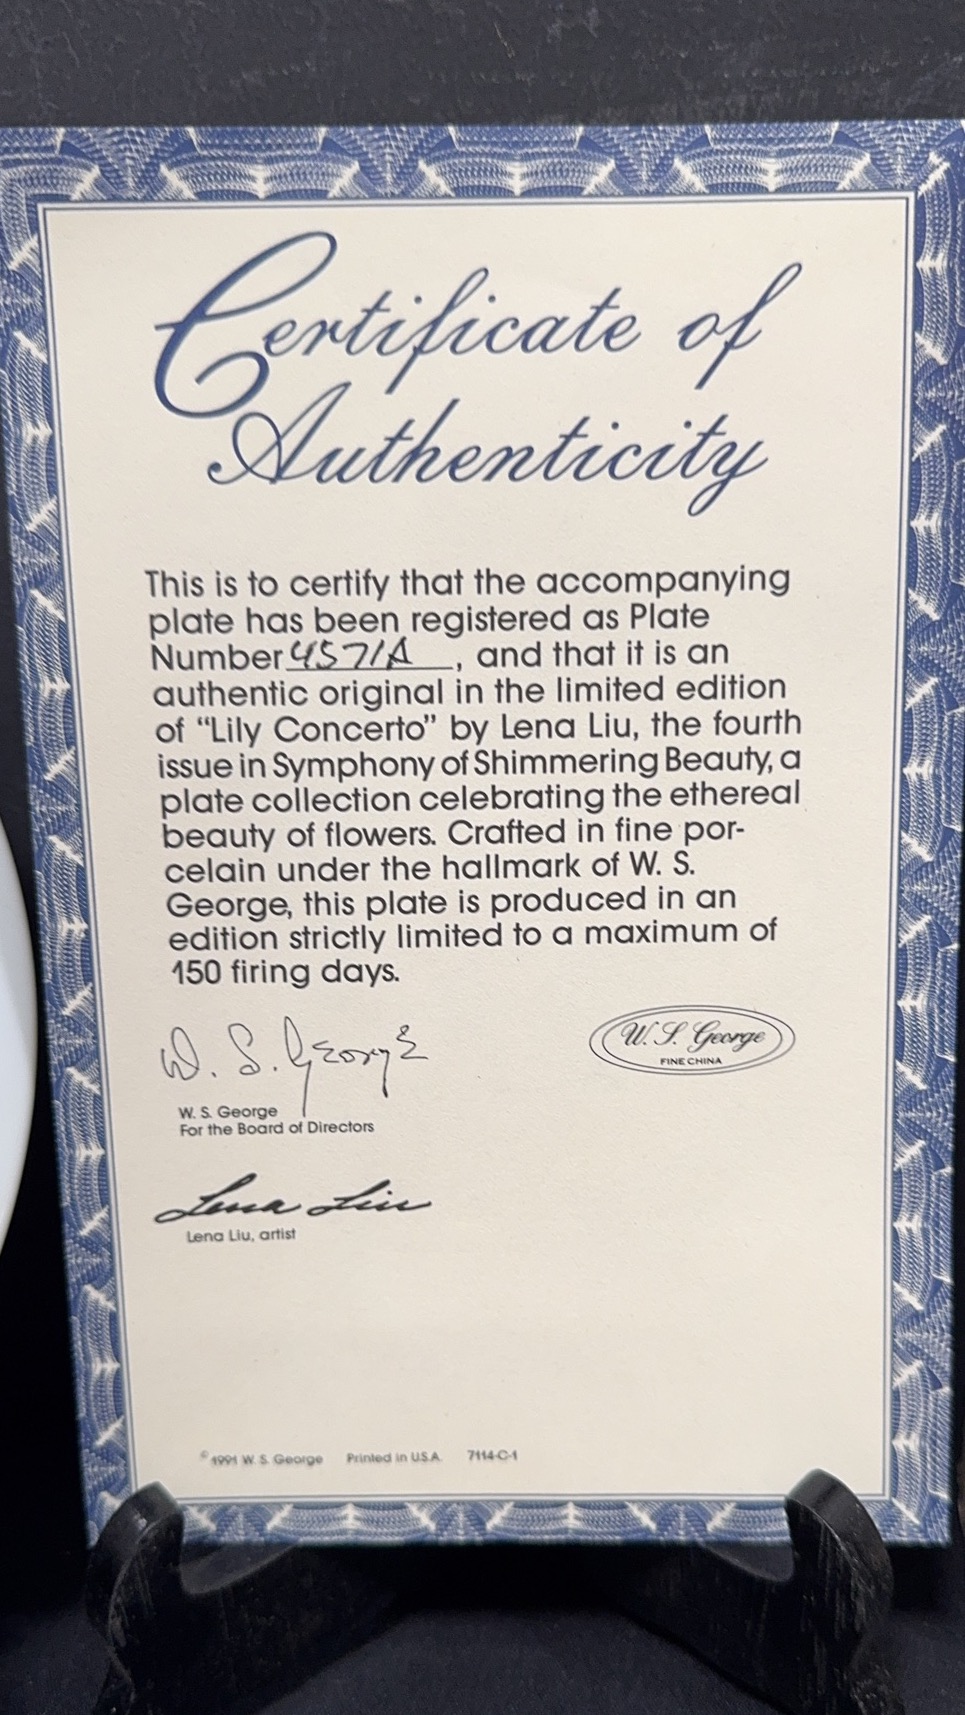 Certificate of
Authenticity
This is to certify that the accompanying
plate has been registered as Plate
Number 4571A, and that it is an
authentic original in the limited edition
of “Lily Concerto” by Lena Liu, the fourth
issue in Symphony of Shimmering Beauty, a
plate collection celebrating the ethereal
beauty of flowers. Crafted in fine por-
celain under the hallmark of W. S.
George, this plate is produced in an
edition strictly limited to a maximum of
150 firing days.
W. S. George
W. S. George
FINE CHINA
W. S. George
For the Board of Directors
Lena Liu
Lena Liu, artist
© 1991 W. S. George Printed in U.S.A. 7114-C-1